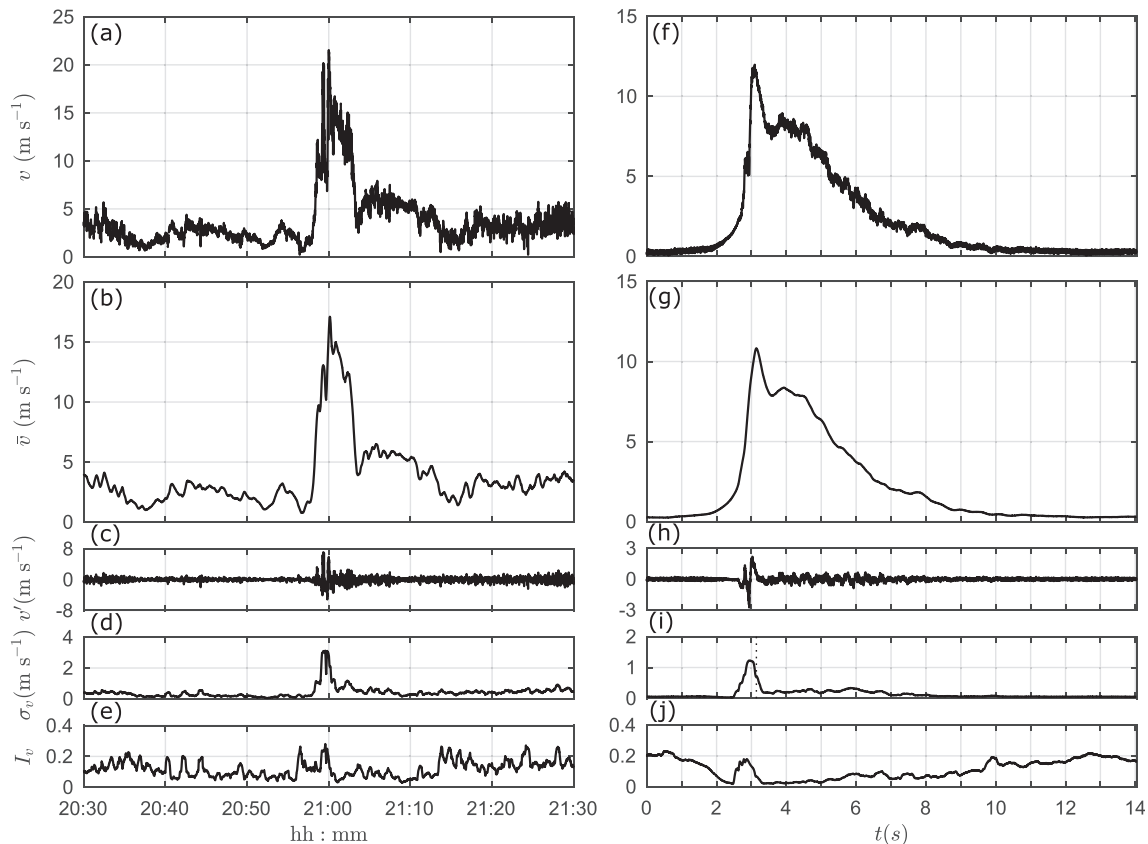 (a)
25
20
15
10
5
0
v (m s⁻¹)
(b)
20
15
10
5
0
v̄ (m s⁻¹)
(c)
8
0
-8
v′(m s⁻¹)
(d)
4
2
0
σᵥ(m s⁻¹)
(e)
0.4
0.2
0
Iᵥ
20:30 20:40 20:50 21:00 21:10 21:20 21:30
hh : mm
(f)
15
10
5
0
(g)
15
10
5
0
(h)
3
0
-3
(i)
2
1
0
(j)
0.4
0.2
0
0 2 4 6 8 10 12 14
t(s)